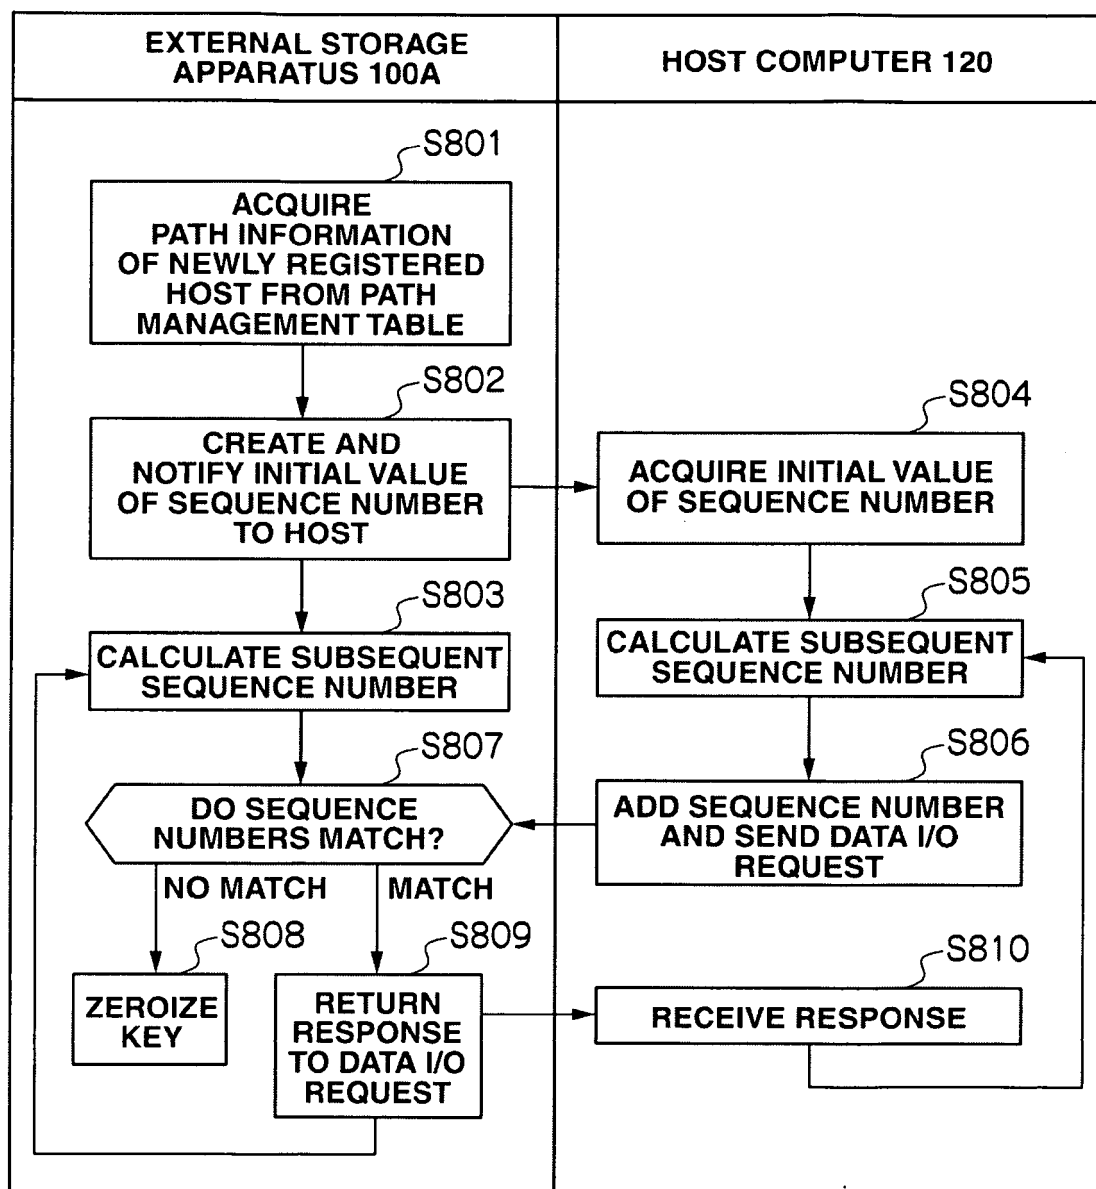 EXTERNAL STORAGE
APPARATUS 100A
HOST COMPUTER 120
S801
ACQUIRE
PATH INFORMATION
OF NEWLY REGISTERED
HOST FROM PATH
MANAGEMENT TABLE
S802
CREATE AND
NOTIFY INITIAL VALUE
OF SEQUENCE NUMBER
TO HOST
S804
ACQUIRE INITIAL VALUE
OF SEQUENCE NUMBER
S803
CALCULATE SUBSEQUENT
SEQUENCE NUMBER
S805
CALCULATE SUBSEQUENT
SEQUENCE NUMBER
S807
DO SEQUENCE
NUMBERS MATCH?
S806
ADD SEQUENCE NUMBER
AND SEND DATA I/O
REQUEST
NO MATCH
MATCH
S808
ZEROIZE
KEY
S809
RETURN
RESPONSE
TO DATA I/O
REQUEST
S810
RECEIVE RESPONSE